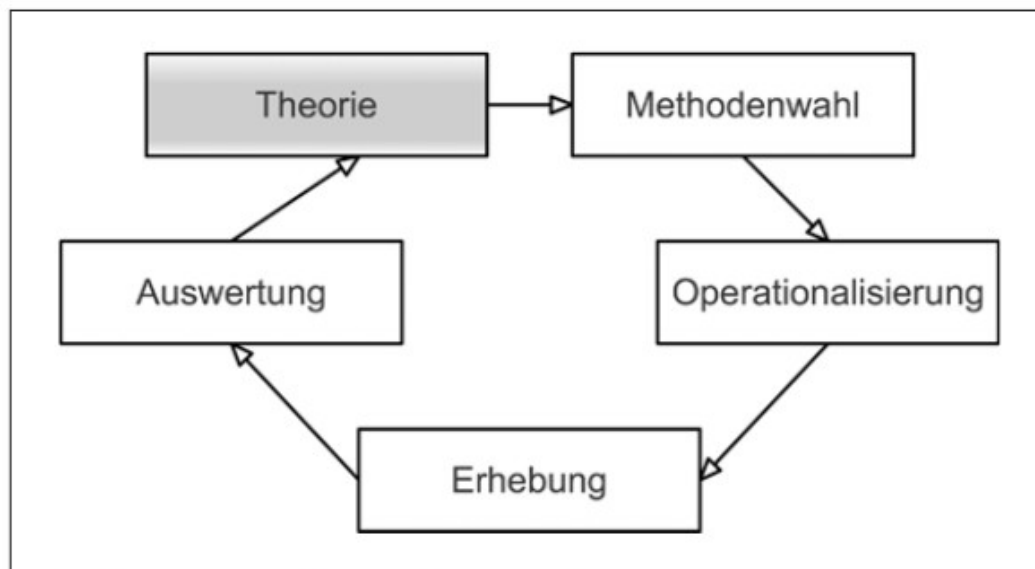 Theorie
Methodenwahl
Auswertung
Operationalisierung
Erhebung